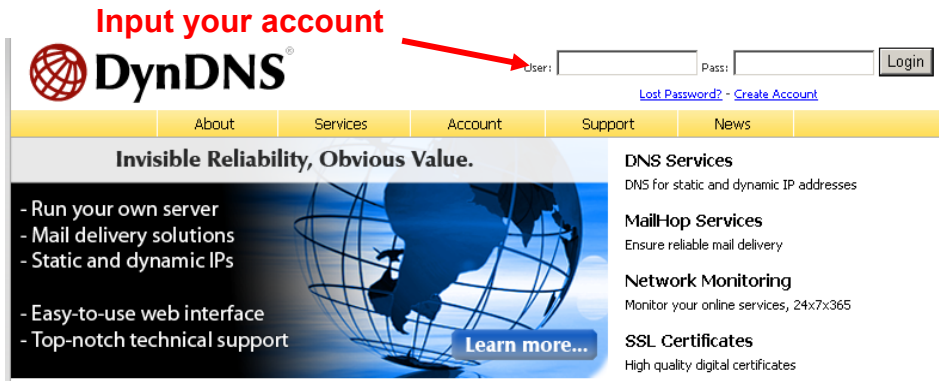 Input your account
DynDNS®
User:
Pass:
Login
Lost Password? - Create Account
About Services Account Support News
Invisible Reliability, Obvious Value.
- Run your own server
- Mail delivery solutions
- Static and dynamic IPs
- Easy-to-use web interface
- Top-notch technical support
Learn more...
DNS Services
DNS for static and dynamic IP addresses
MailHop Services
Ensure reliable mail delivery
Network Monitoring
Monitor your online services, 24x7x365
SSL Certificates
High quality digital certificates